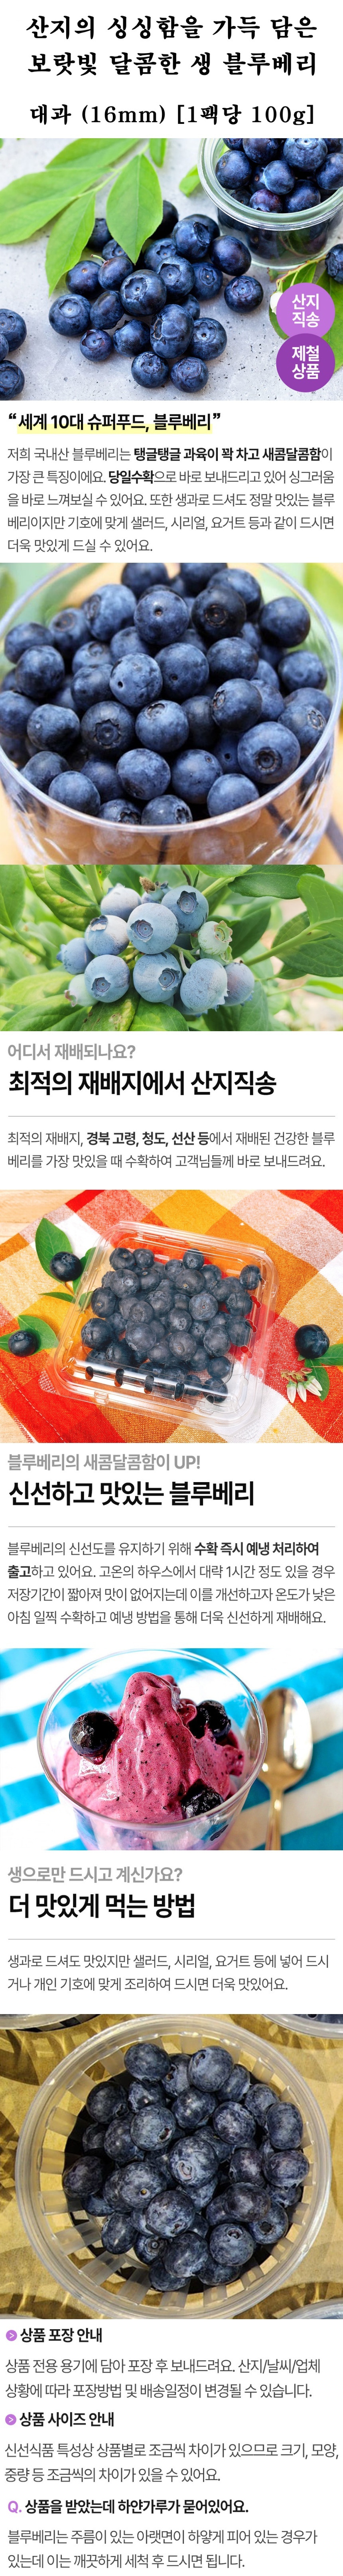 산지의 싱싱함을 가득 담은
보랏빛 달콤한 생 블루베리
대과 (16mm) [1팩당 100g]
산지
직송
제철
상품
“세계 10대 슈퍼푸드, 블루베리”
저희 국내산 블루베리는 탱글탱글 과육이 꽉 차고 새콤달콤함이
가장 큰 특징이에요. 당일수확으로 바로 보내드리고 있어 싱그러움
을 바로 느껴보실 수 있어요. 또한 생과로 드셔도 정말 맛있는 블루
베리이지만 기호에 맞게 샐러드, 시리얼, 요거트 등과 같이 드시면
더욱 맛있게 드실 수 있어요.
어디서 재배되나요?
최적의 재배지에서 산지직송
최적의 재배지, 경북 고령, 청도, 선산 등에서 재배된 건강한 블루
베리를 가장 맛있을 때 수확하여 고객님들께 바로 보내드려요.
블루베리의 새콤달콤함이 UP!
신선하고 맛있는 블루베리
블루베리의 신선도를 유지하기 위해 수확 즉시 예냉 처리하여
출고하고 있어요. 고온의 하우스에서 대략 1시간 정도 있을 경우
저장기간이 짧아져 맛이 없어지는데 이를 개선하고자 온도가 낮은
아침 일찍 수확하고 예냉 방법을 통해 더욱 신선하게 재배해요.
생으로만 드시고 계신가요?
더 맛있게 먹는 방법
생과로 드셔도 맛있지만 샐러드, 시리얼, 요거트 등에 넣어 드시
거나 개인 기호에 맞게 조리하여 드시면 더욱 맛있어요.
상품 포장 안내
상품 전용 용기에 담아 포장 후 보내드려요. 산지/날씨/업체
상황에 따라 포장방법 및 배송일정이 변경될 수 있습니다.
상품 사이즈 안내
신선식품 특성상 상품별로 조금씩 차이가 있으므로 크기, 모양,
중량 등 조금씩의 차이가 있을 수 있어요.
Q. 상품을 받았는데 하얀가루가 묻어있어요.
블루베리는 주름이 있는 아랫면이 하얗게 피어 있는 경우가
있는데 이는 깨끗하게 세척 후 드시면 됩니다.